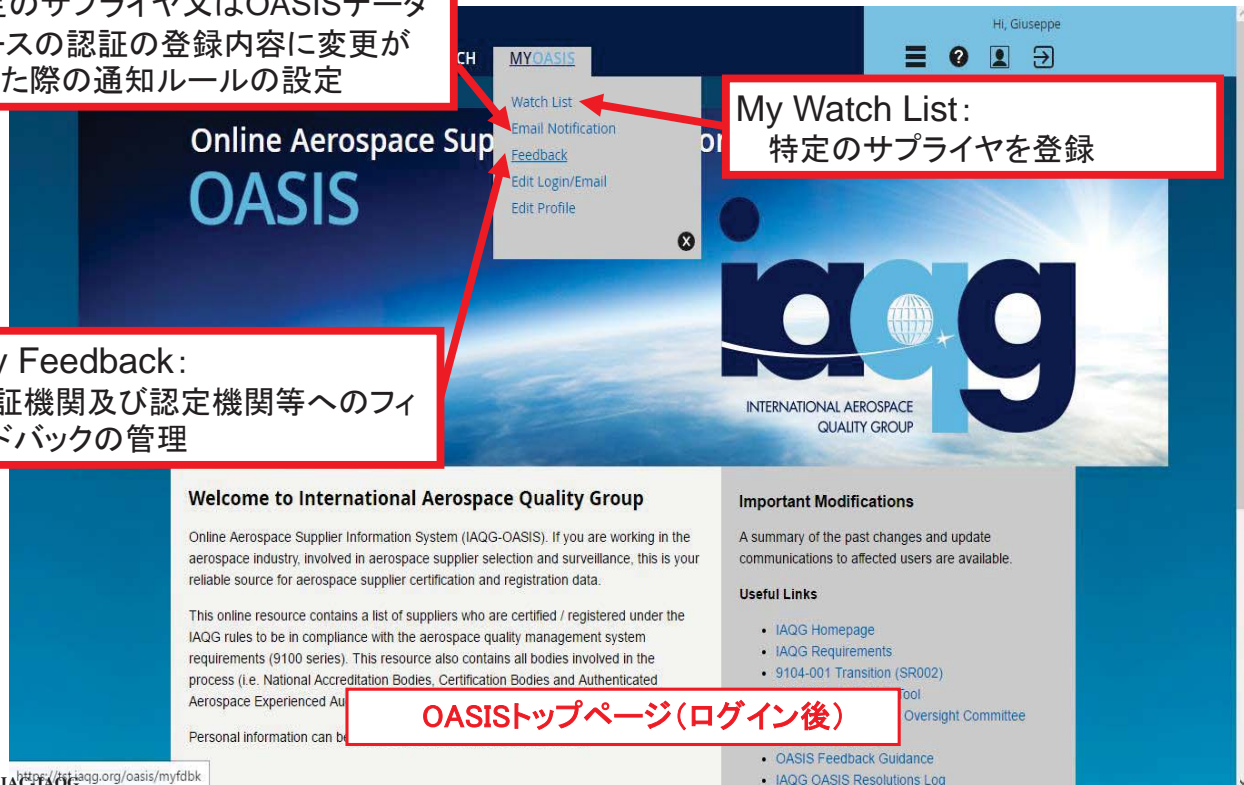 定のサプライヤ又はOASISデータ
ースの認証の登録内容に変更が
た際の通知ルールの設定
CH
MYOASIS
Hi, Giuseppe
Watch List
Email Notification
Feedback
Edit Login/Email
Edit Profile
My Watch List：
特定のサプライヤを登録
Online Aerospace Sup
OASIS
iaqg
INTERNATIONAL AEROSPACE
QUALITY GROUP
y Feedback：
証機関及び認定機関等へのフィ
ドバックの管理
Welcome to International Aerospace Quality Group
Online Aerospace Supplier Information System (IAQG-OASIS). If you are working in the
aerospace industry, involved in aerospace supplier selection and surveillance, this is your
reliable source for aerospace supplier certification and registration data.
This online resource contains a list of suppliers who are certified / registered under the
IAQG rules to be in compliance with the aerospace quality management system
requirements (9100 series). This resource also contains all bodies involved in the
process (i.e. National Accreditation Bodies, Certification Bodies and Authenticated
Aerospace Experienced Au
Personal information can be
OASISトップページ（ログイン後）
Important Modifications
A summary of the past changes and update
communications to affected users are available.
Useful Links
• IAQG Homepage
• IAQG Requirements
• 9104-001 Transition (SR002)
Tool
Oversight Committee
• OASIS Feedback Guidance
• IAQG OASIS Resolutions Log
https://tst.iaqg.org/oasis/myfdbk